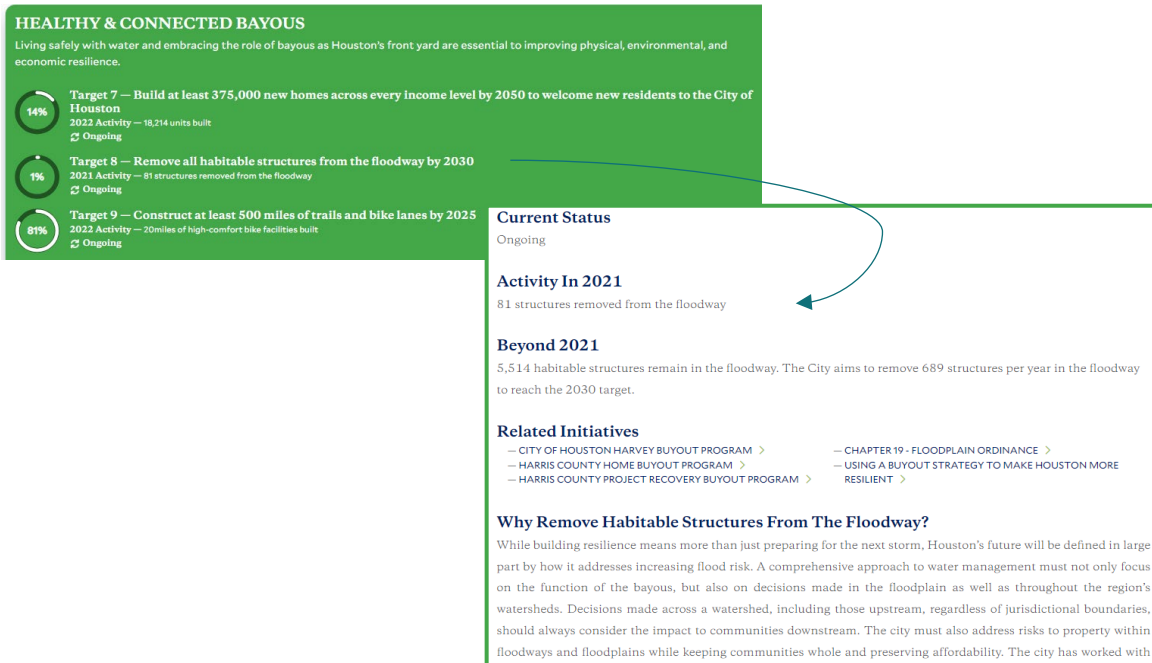 HEALTHY & CONNECTED BAYOUS
Living safely with water and embracing the role of bayous as Houston's front yard are essential to improving physical, environmental, and
economic resilience.
14%
Target 7 — Build at least 375,000 new homes across every income level by 2050 to welcome new residents to the City of
Houston
2022 Activity — 18,214 units built
Ongoing
1%
Target 8 — Remove all habitable structures from the floodway by 2030
2021 Activity — 81 structures removed from the floodway
Ongoing
81%
Target 9 — Construct at least 500 miles of trails and bike lanes by 2025
2022 Activity — 20miles of high-comfort bike facilities built
Ongoing
Current Status
Ongoing
Activity In 2021
81 structures removed from the floodway
Beyond 2021
5,514 habitable structures remain in the floodway. The City aims to remove 689 structures per year in the floodway
to reach the 2030 target.
Related Initiatives
— CITY OF HOUSTON HARVEY BUYOUT PROGRAM >
— HARRIS COUNTY HOME BUYOUT PROGRAM >
— HARRIS COUNTY PROJECT RECOVERY BUYOUT PROGRAM >
— CHAPTER 19 - FLOODPLAIN ORDINANCE >
— USING A BUYOUT STRATEGY TO MAKE HOUSTON MORE
RESILIENT >
Why Remove Habitable Structures From The Floodway?
While building resilience means more than just preparing for the next storm, Houston's future will be defined in large
part by how it addresses increasing flood risk. A comprehensive approach to water management must not only focus
on the function of the bayous, but also on decisions made in the floodplain as well as throughout the region's
watersheds. Decisions made across a watershed, including those upstream, regardless of jurisdictional boundaries,
should always consider the impact to communities downstream. The city must also address risks to property within
floodways and floodplains while keeping communities whole and preserving affordability. The city has worked with